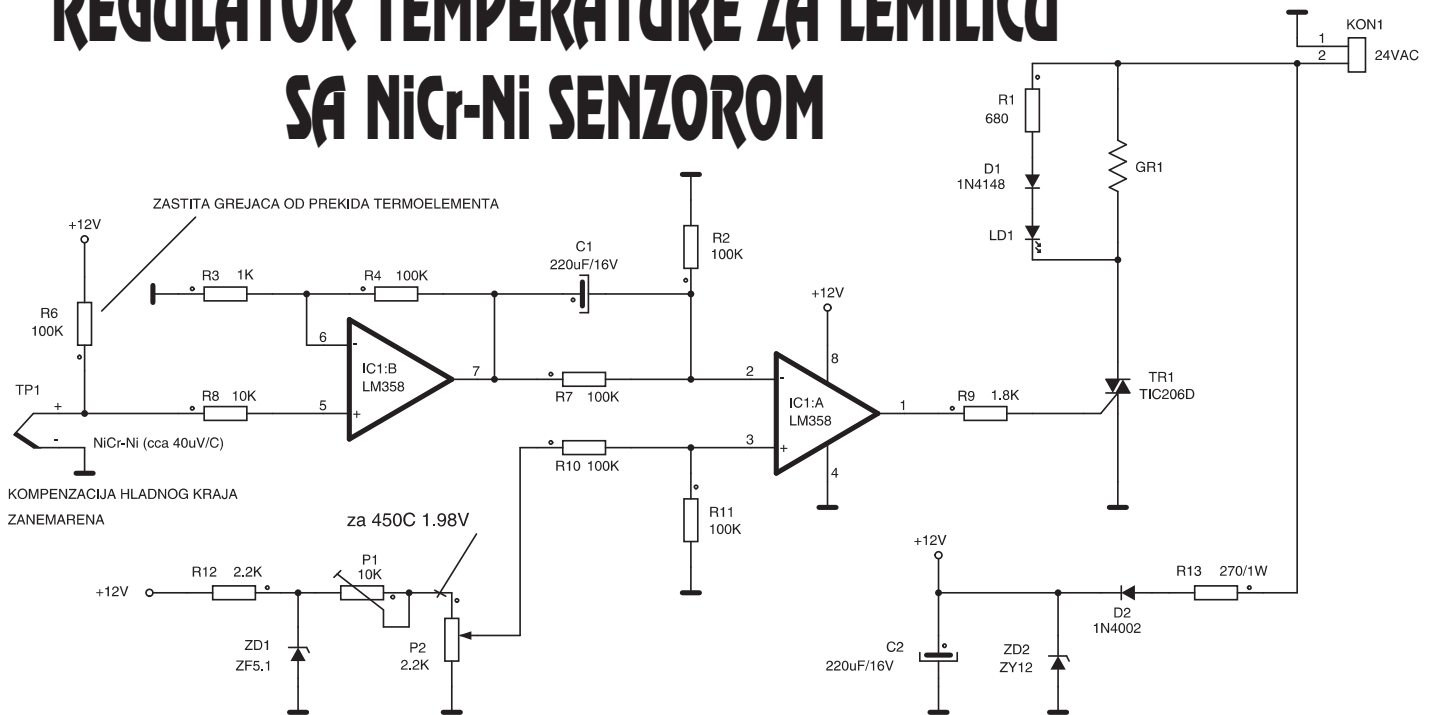 REGULATOR TEMPERATURE ZA LEMILICU
SA NiCr-Ni SENZOROM
KON1
1
2
24VAC
R1
680
D1
1N4148
LD1
GR1
ZASTITA GREJACA OD PREKIDA TERMOELEMENTA
+12V
R6
100K
R3 1K
R4 100K
C1
220uF/16V
R2
100K
+12V
6
-
IC1:B
LM358
7
5
+
R8 10K
TP1
+
-
NiCr-Ni (cca 40uV/C)
KOMPENZACIJA HLADNOG KRAJA
ZANEMARENA
R7 100K
R10 100K
2
-
3
+
8
IC1:A
LM358
4
1
R9 1.8K
TR1
TIC206D
R11
100K
za 450C 1.98V
+12V
R12 2.2K
P1
10K
ZD1
ZF5.1
P2
2.2K
+12V
R13 270/1W
D2
1N4002
C2
220uF/16V
ZD2
ZY12